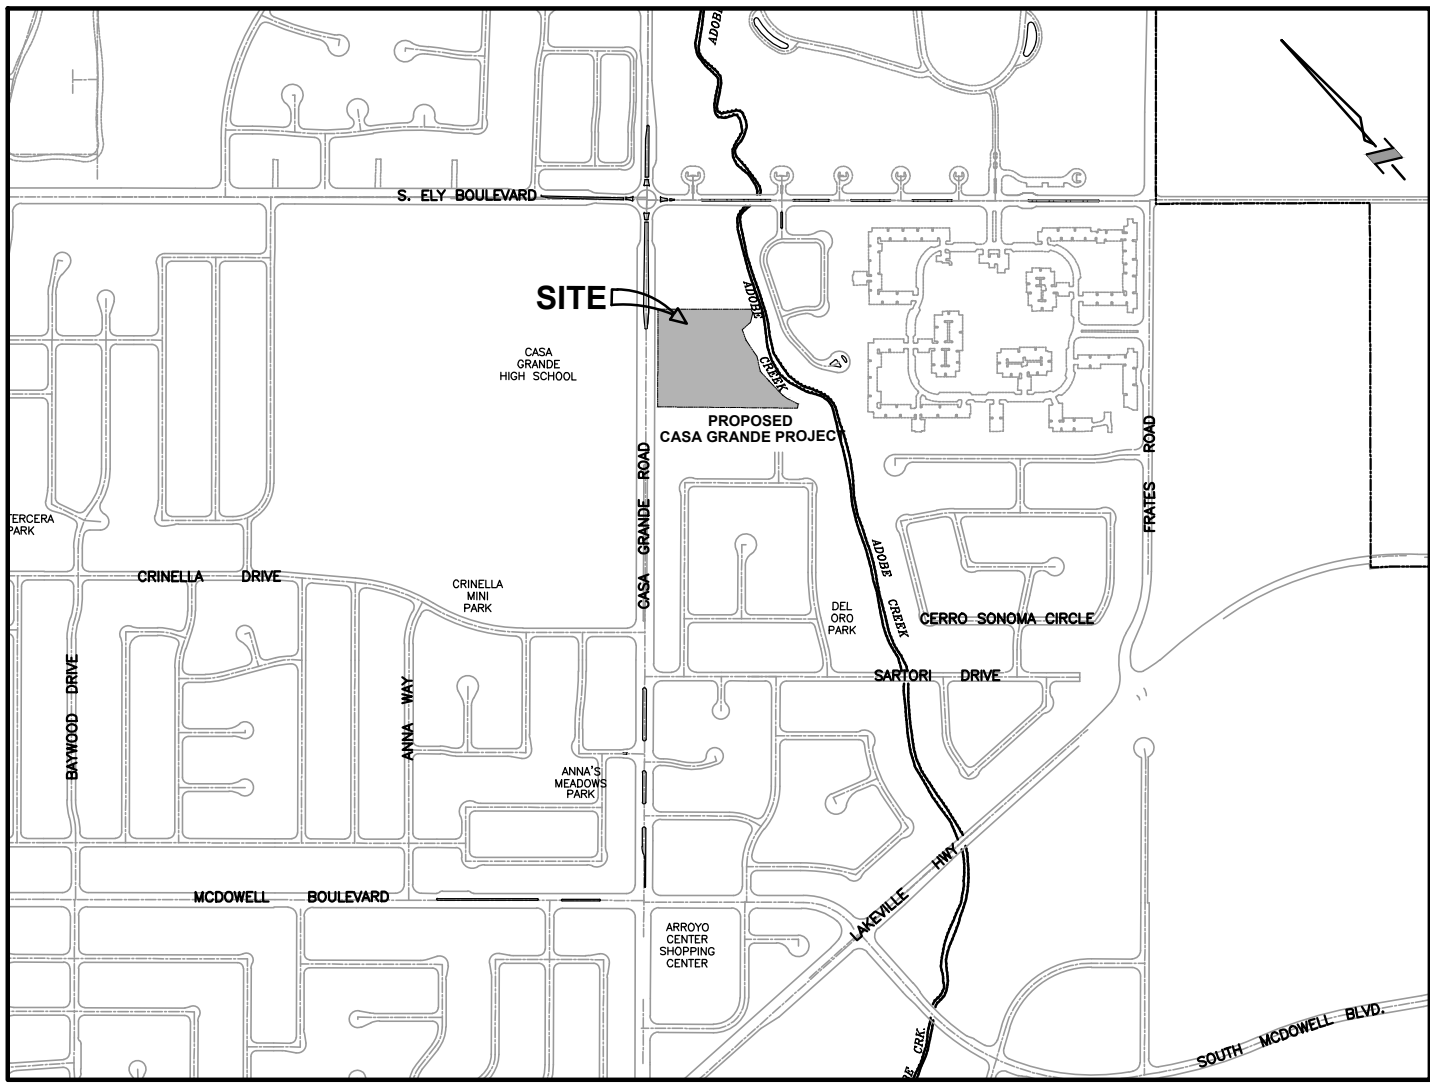 ADOBE
N
S. ELY BOULEVARD
SITE
ADOBE
CREEK
CASA
GRANDE
HIGH SCHOOL
PROPOSED
CASA GRANDE PROJECT
CASA GRANDE ROAD
FRATES ROAD
TERCERA
PARK
CRINELLA DRIVE
CRINELLA
MINI
PARK
ADOBE
CREEK
DEL
ORO
PARK
CERRO SONOMA CIRCLE
SARTORI DRIVE
BAYWOOD DRIVE
ANNA WAY
ANNA'S
MEADOWS
PARK
LAKEVILLE HWY
MCDOWELL BOULEVARD
ARROYO
CENTER
SHOPPING
CENTER
SOUTH MCDOWELL BLVD.
BE CRK.